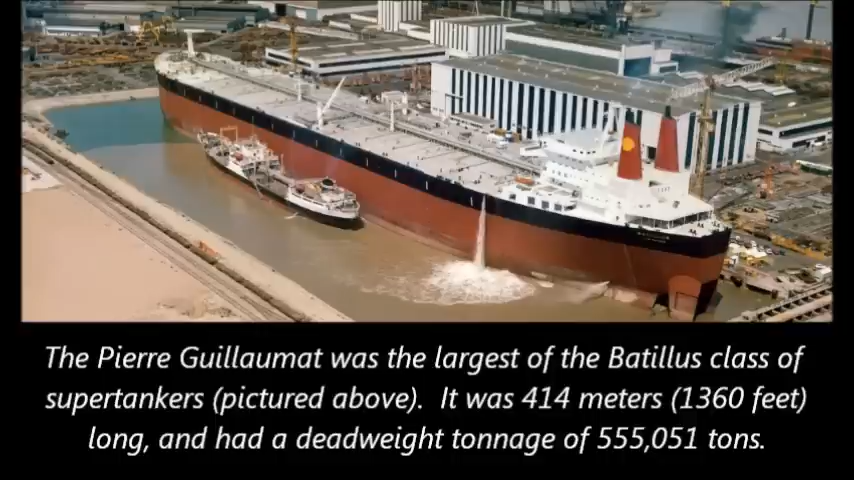 The Pierre Guillaumat was the largest of the Batillus class of
supertankers (pictured above).  It was 414 meters (1360 feet)
long, and had a deadweight tonnage of 555,051 tons.